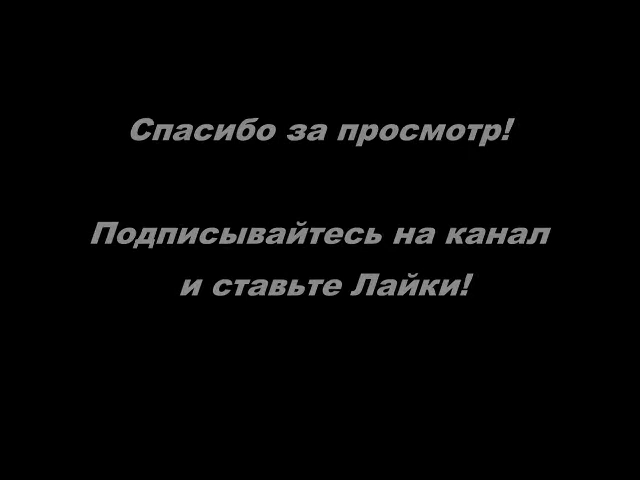 Спасибо за просмотр!
Подписывайтесь на канал
и ставьте Лайки!